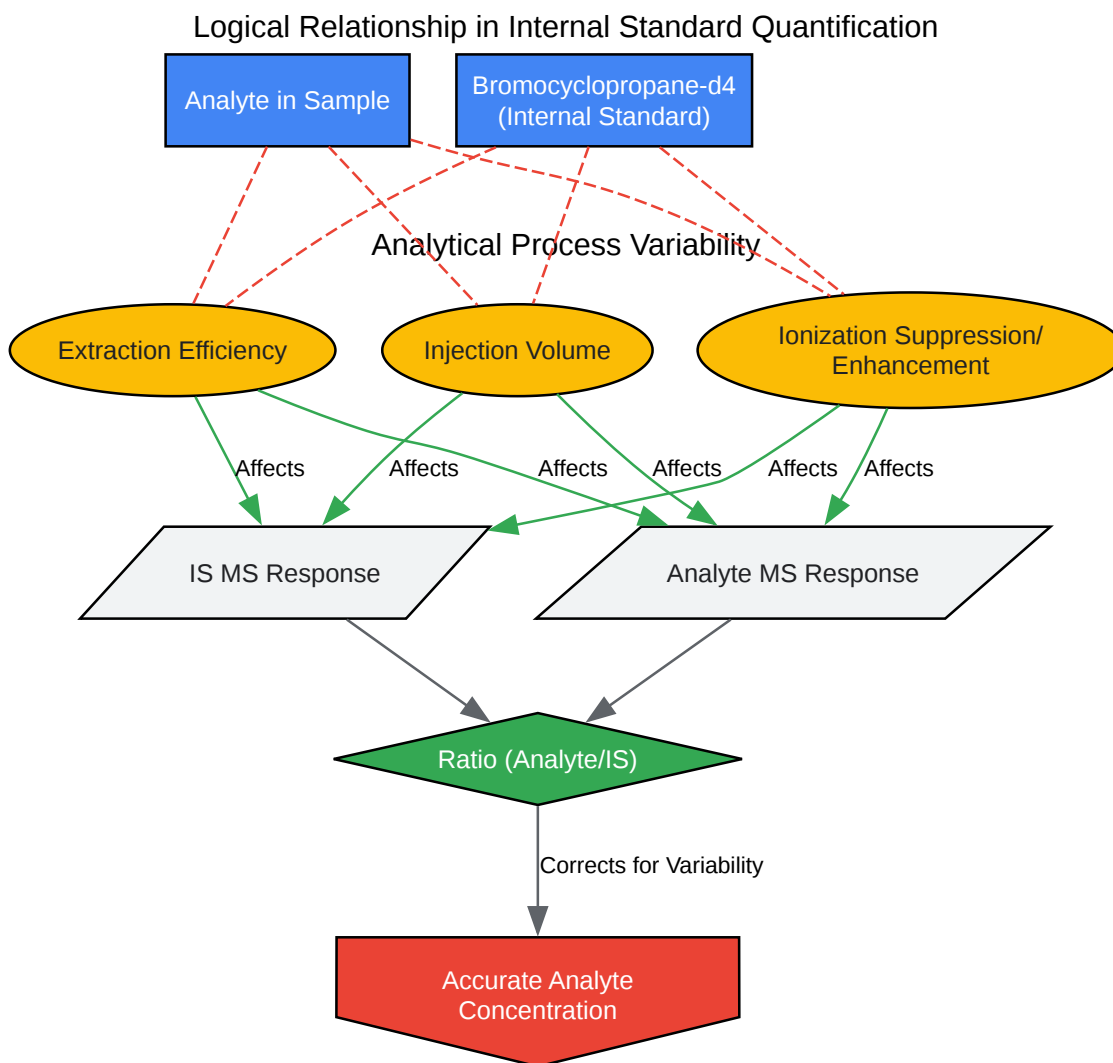 Logical Relationship in Internal Standard Quantification
Analyte in Sample
Bromocyclopropane-d4
(Internal Standard)
Analytical Process Variability
Extraction Efficiency
Injection Volume
Ionization Suppression/
Enhancement
Affects
Affects
Affects
Affects
Affects
Affects
IS MS Response
Analyte MS Response
Ratio (Analyte/IS)
Corrects for Variability
Accurate Analyte
Concentration